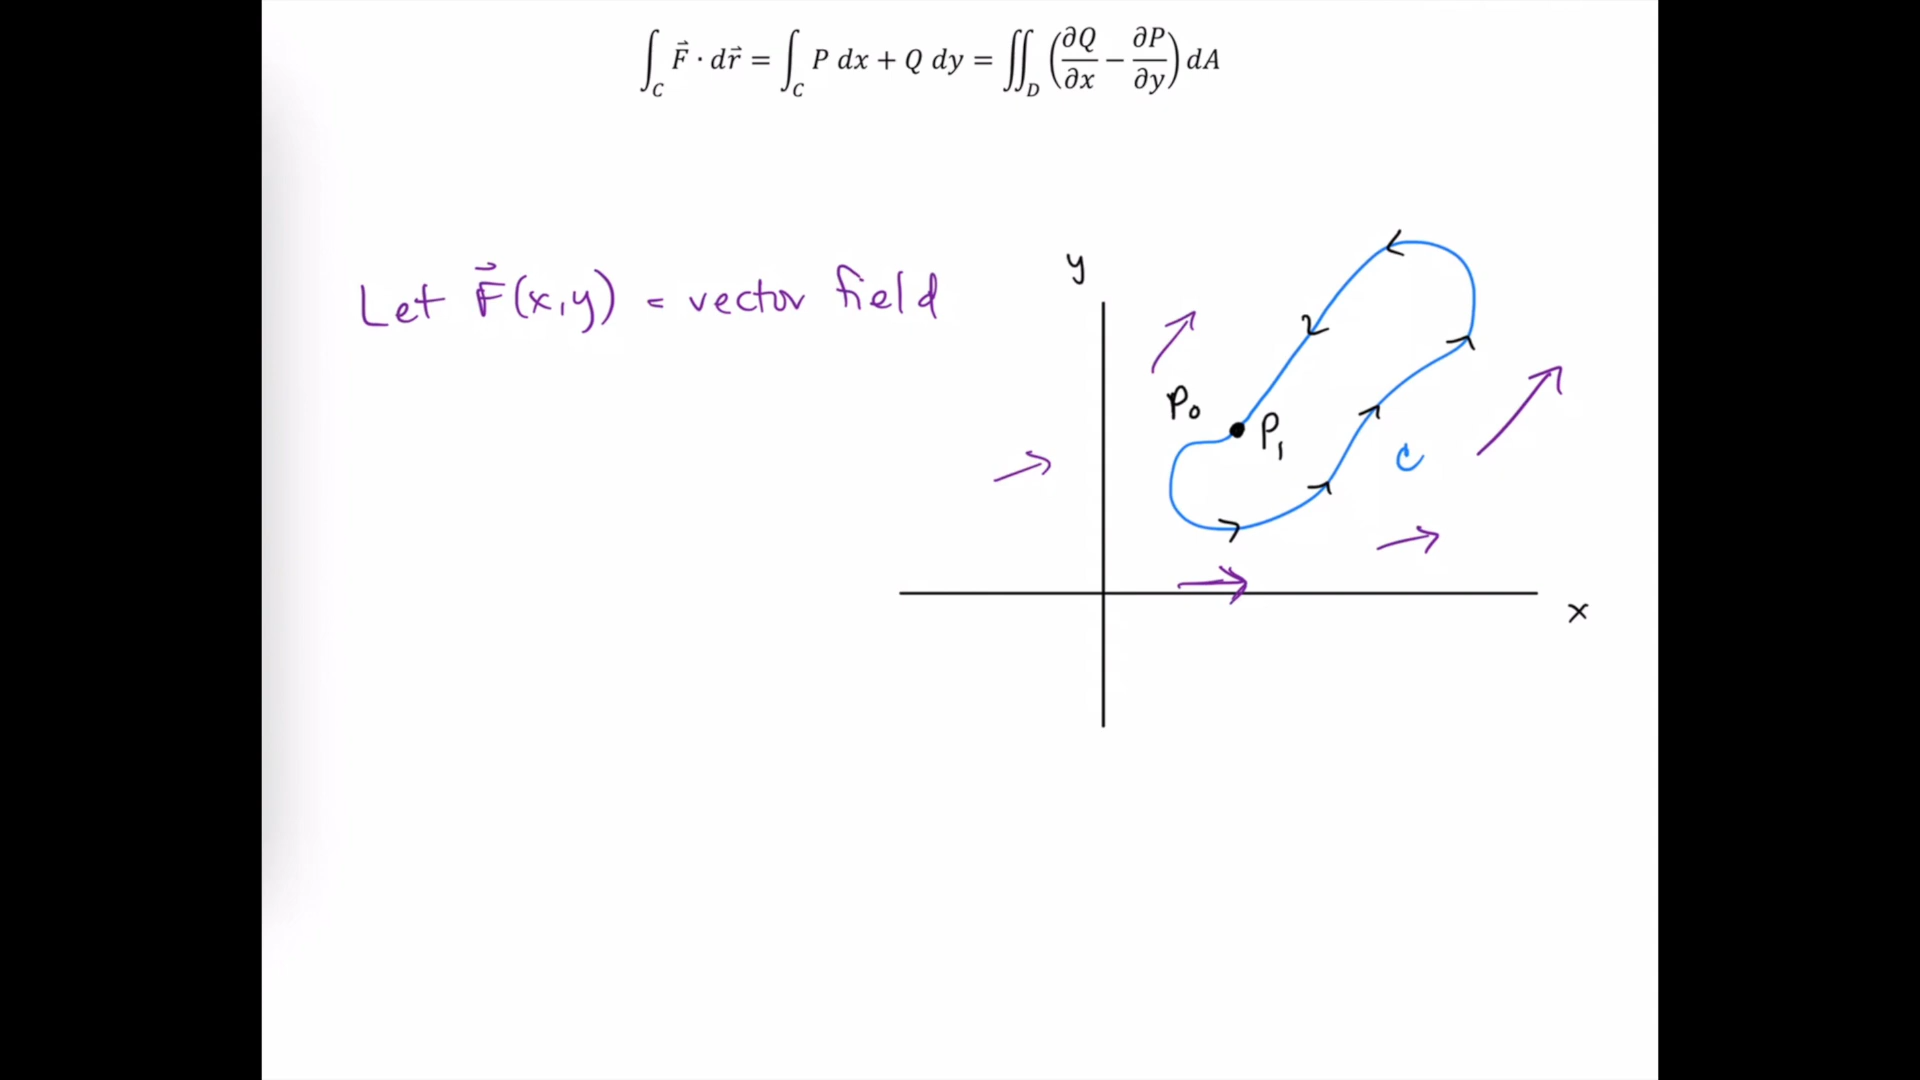 ∫_C F⃗ · dr⃗ = ∫_C P dx + Q dy = ∬_D (∂Q/∂x − ∂P/∂y) dA
Let F⃗(x,y) = vector field
y
P₀
P₁
C
x